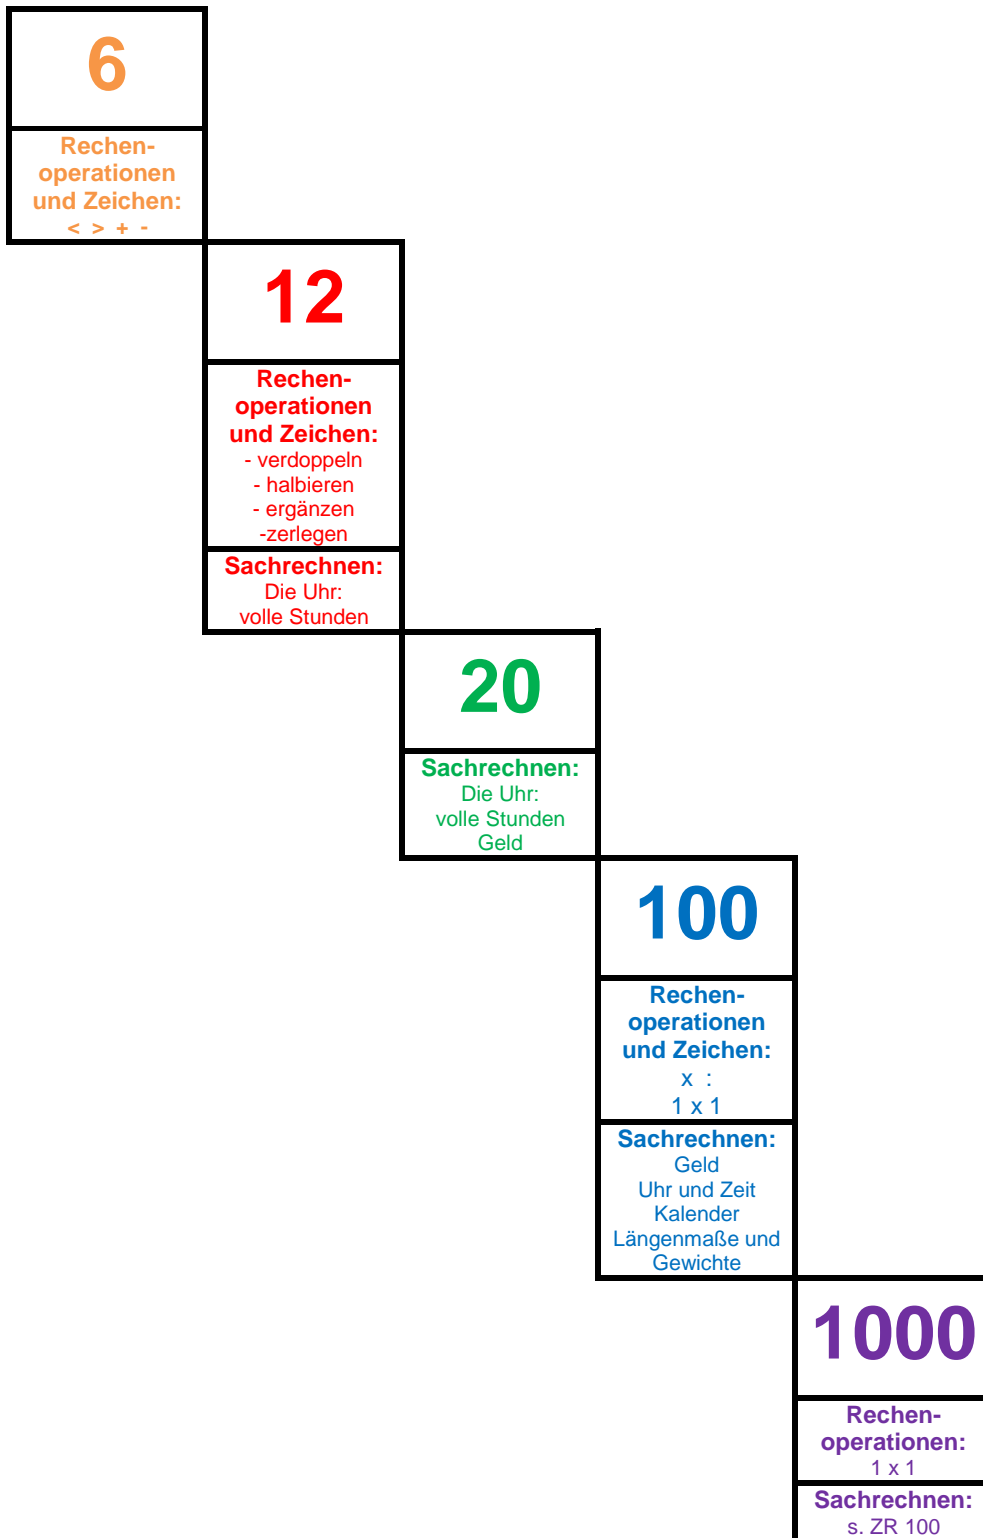 6
Rechen-
operationen
und Zeichen:
< > + -
12
Rechen-
operationen
und Zeichen:
- verdoppeln
- halbieren
- ergänzen
-zerlegen
Sachrechnen:
Die Uhr:
volle Stunden
20
Sachrechnen:
Die Uhr:
volle Stunden
Geld
100
Rechen-
operationen
und Zeichen:
x :
1 x 1
Sachrechnen:
Geld
Uhr und Zeit
Kalender
Längenmaße und
Gewichte
1000
Rechen-
operationen:
1 x 1
Sachrechnen:
s. ZR 100